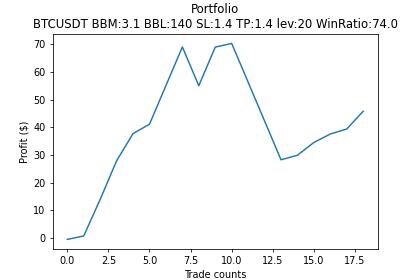 Portfolio
BTCUSDT BBM:3.1 BBL:140 SL:1.4 TP:1.4 lev:20 WinRatio:74.0
70
60
50
40
30
20
10
0
Profit ($)
0.0 2.5 5.0 7.5 10.0 12.5 15.0 17.5
Trade counts